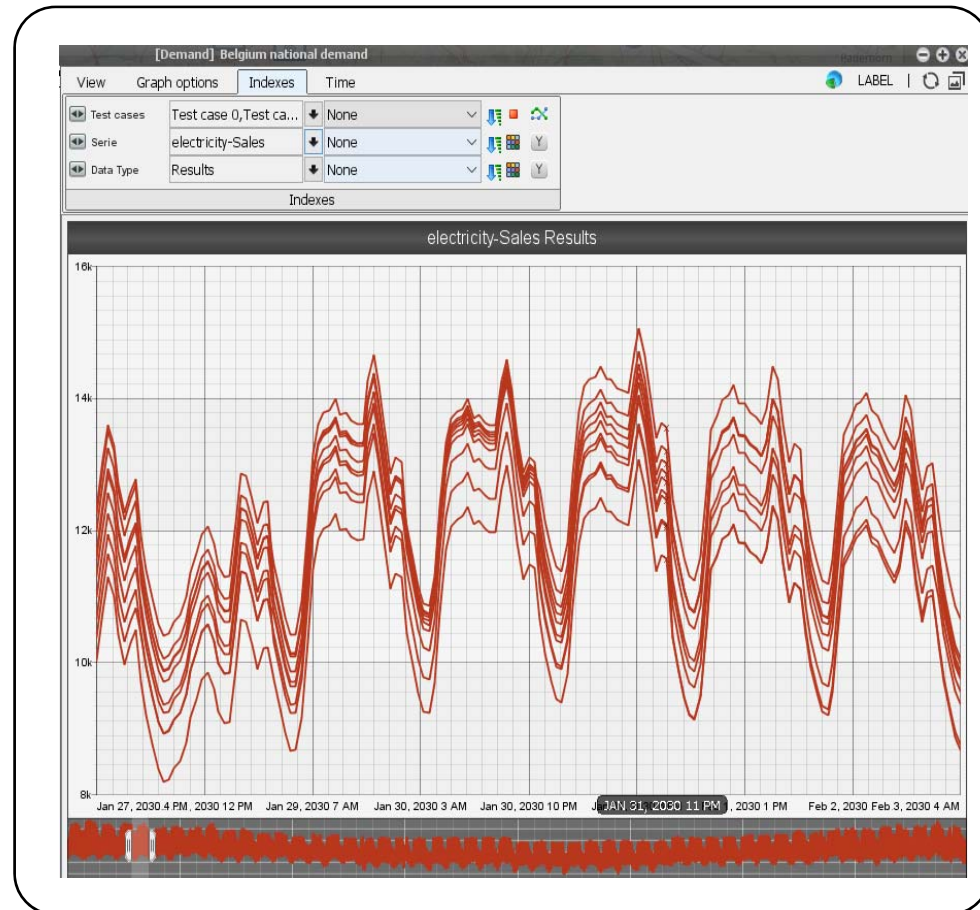 [Demand] Belgium national demand
View Graph options Indexes Time LABEL |
Test cases Test case 0,Test ca... None
Serie electricity-Sales None Y
Data Type Results None Y
Indexes
electricity-Sales Results
16k
14k
12k
10k
8k
Jan 27, 2030 4 PM, 2030 12 PM Jan 29, 2030 7 AM Jan 30, 2030 3 AM Jan 30, 2030 10 PM JAN 31, 2030 11 PM 1, 2030 1 PM Feb 2, 2030 Feb 3, 2030 4 AM